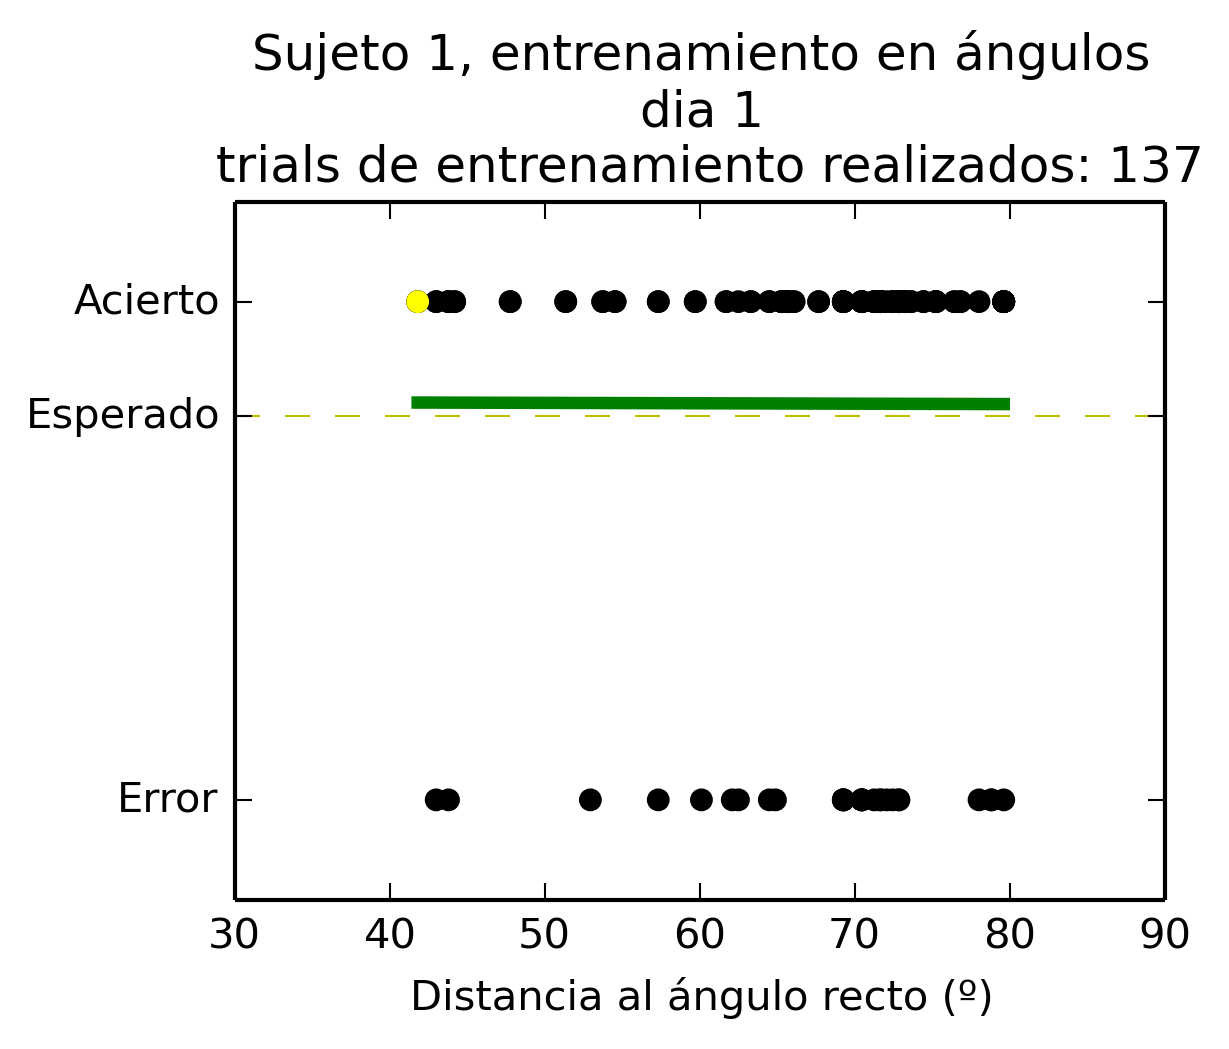 Sujeto 1, entrenamiento en ángulos
dia 1
trials de entrenamiento realizados: 137
Acierto
Esperado
Error
30 40 50 60 70 80 90
Distancia al ángulo recto (º)